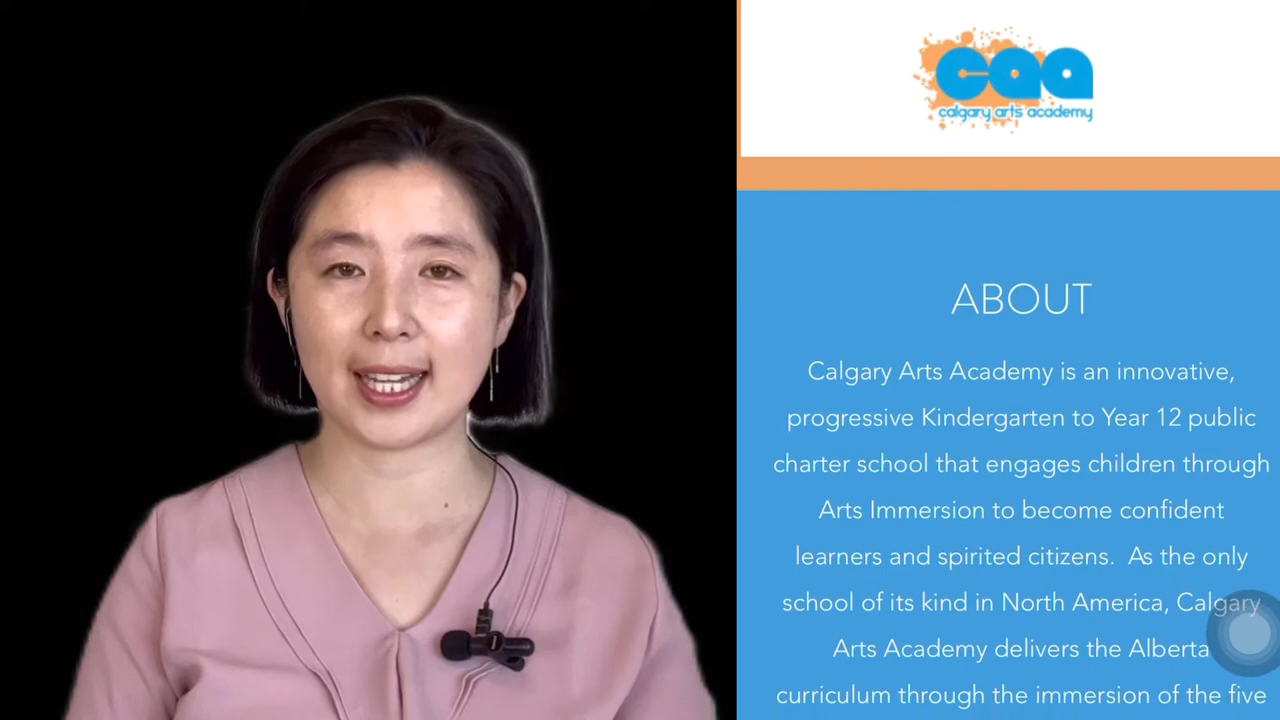 caa
calgary arts academy
ABOUT
Calgary Arts Academy is an innovative,
progressive Kindergarten to Year 12 public
charter school that engages children through
Arts Immersion to become confident
learners and spirited citizens. As the only
school of its kind in North America, Calgary
Arts Academy delivers the Alberta
curriculum through the immersion of the five